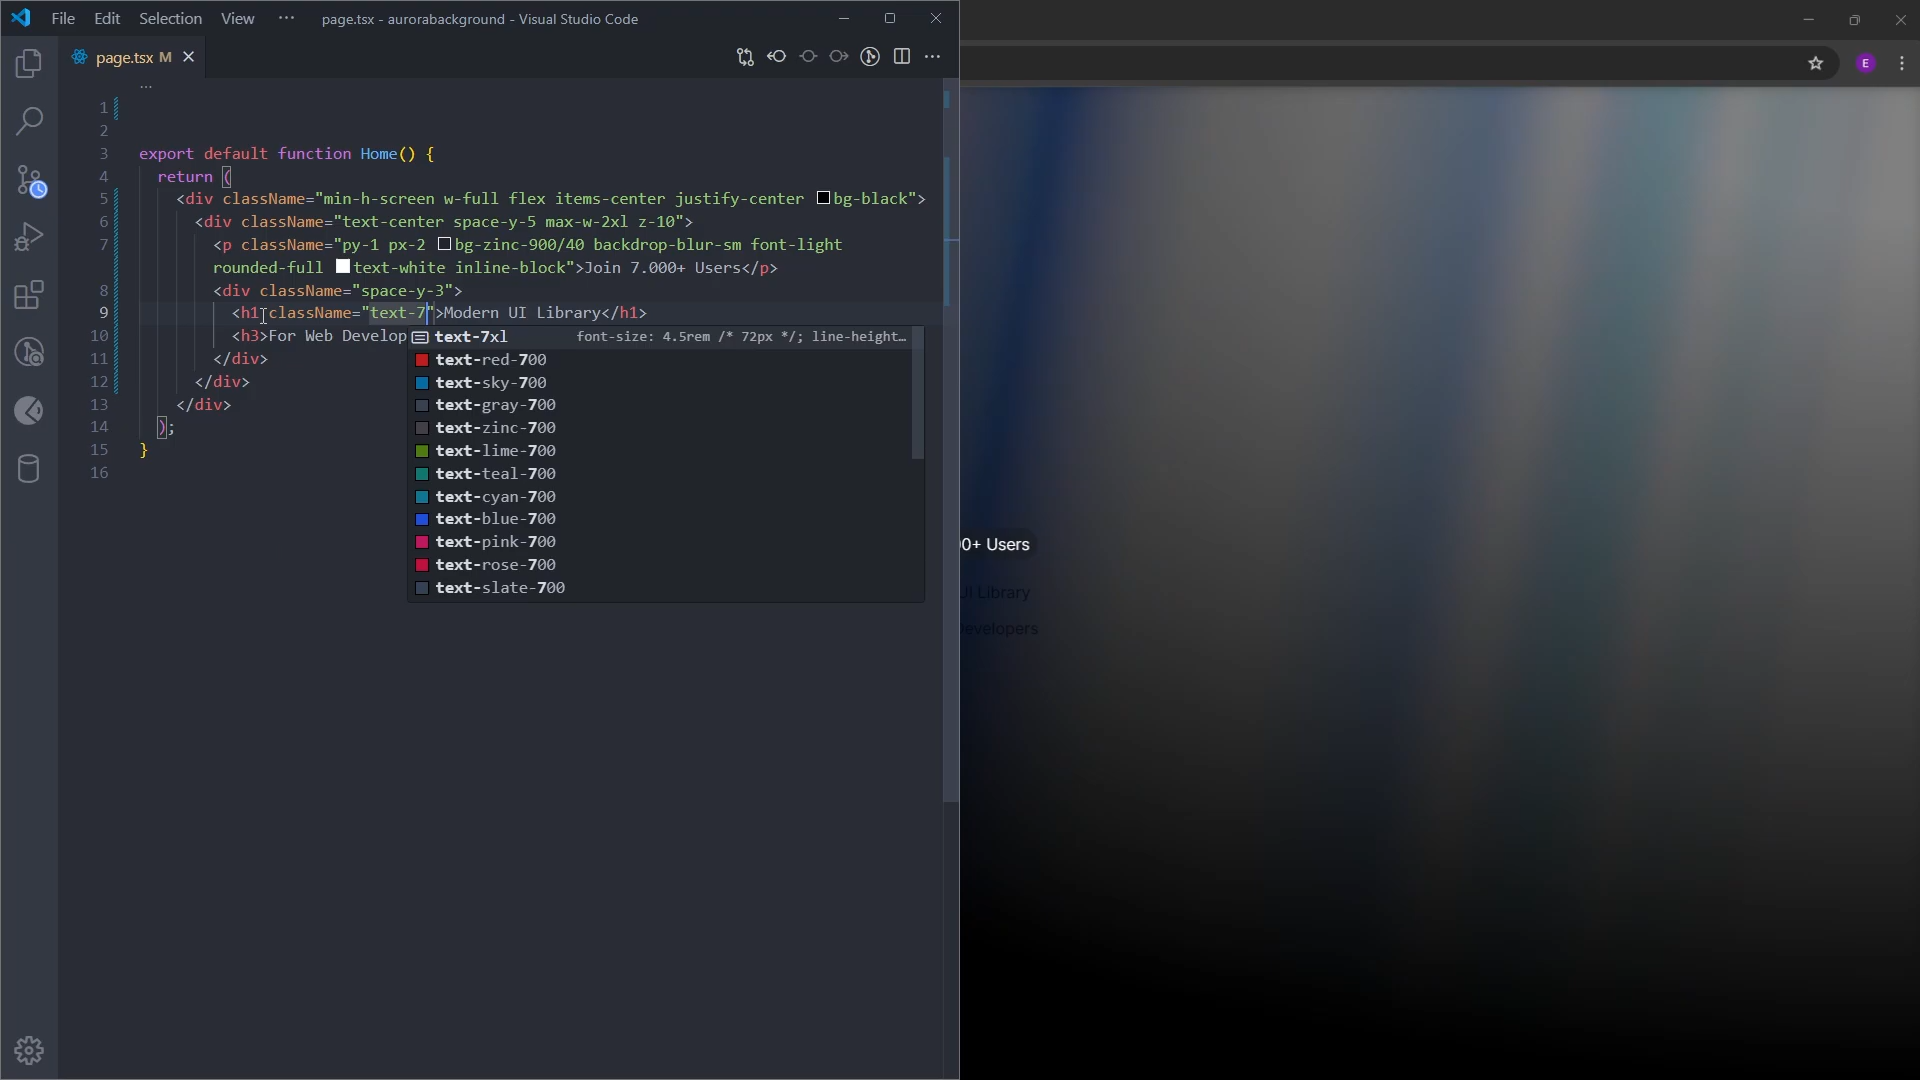 File Edit Selection View ··· page.tsx - aurorabackground - Visual Studio Code
page.tsx M
E
...
1
2
3 export default function Home() {
4 return (
5 <div className="min-h-screen w-full flex items-center justify-center bg-black">
6 <div className="text-center space-y-5 max-w-2xl z-10">
7 <p className="py-1 px-2 bg-zinc-900/40 backdrop-blur-sm font-light
rounded-full text-white inline-block">Join 7.000+ Users</p>
8 <div className="space-y-3">
9 <h1 className="text-7">Modern UI Library</h1>
10 <h3>For Web Develop
11 </div>
12 </div>
13 </div>
14 );
15 }
16
text-7xl font-size: 4.5rem /* 72px */; line-height…
text-red-700
text-sky-700
text-gray-700
text-zinc-700
text-lime-700
text-teal-700
text-cyan-700
text-blue-700
text-pink-700
text-rose-700
text-slate-700
00+ Users
UI Library
Developers